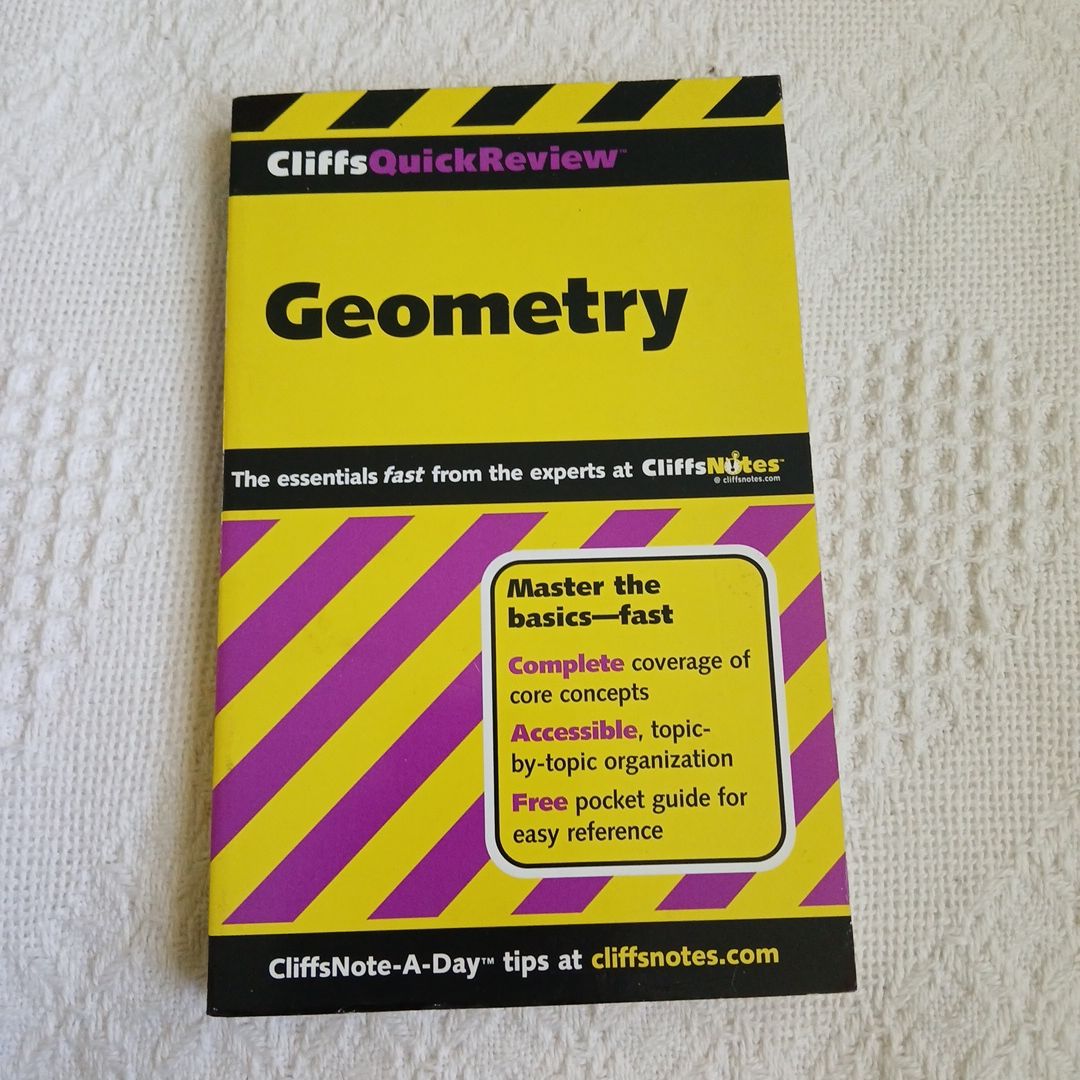 CliffsQuickReview™
Geometry
The essentials fast from the experts at CliffsNotes™
@ cliffsnotes.com
Master the
basics—fast
Complete coverage of
core concepts
Accessible, topic-
by-topic organization
Free pocket guide for
easy reference
CliffsNote-A-Day™ tips at cliffsnotes.com